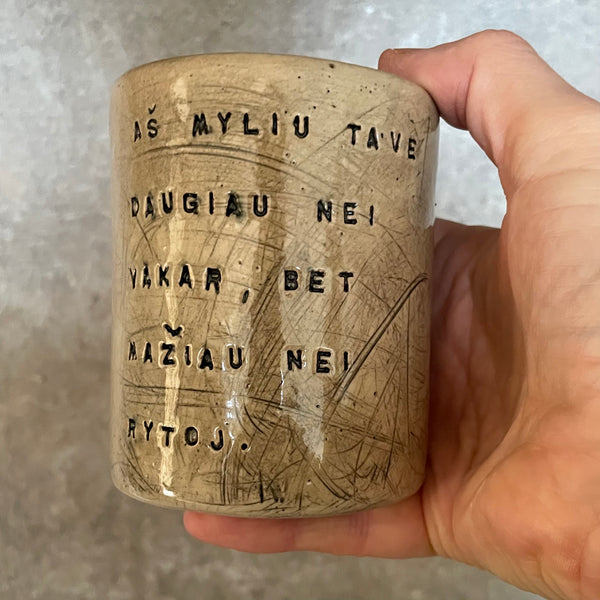 AŠ MYLIU TAVE
DAUGIAU NEI
VAKAR, BET
MAŽIAU NEI
RYTOJ.